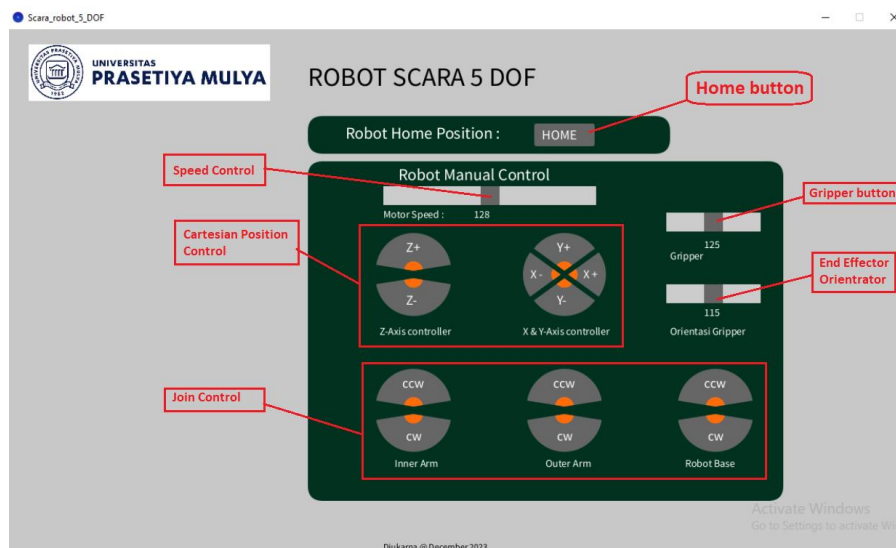 Scara_robot_5_DOF
UNIVERSITAS
PRASETIYA MULYA
ROBOT SCARA 5 DOF
Home button
Robot Home Position :
HOME
Speed Control
Robot Manual Control
Motor Speed :
128
Gripper button
125
Gripper
Cartesian Position
Control
Z+
Z-
Z-Axis controller
Y+
X -
X +
Y-
X & Y-Axis controller
End Effector
Orientrator
115
Orientasi Gripper
Join Control
CCW
CW
Inner Arm
CCW
CW
Outer Arm
CCW
CW
Robot Base
Activate Windows
Go to Settings to activate Wi
Djukarna @ December 2023